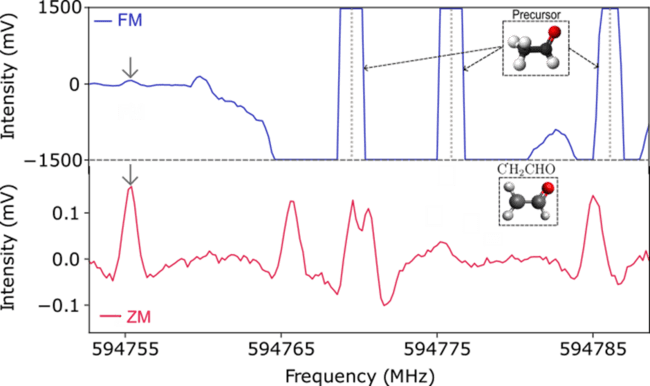 1500
FM
Precursor
Intensity (mV)
0
−1500
C˙H₂CHO
Intensity (mV)
0.1
0.0
−0.1
ZM
594755 594765 594775 594785
Frequency (MHz)